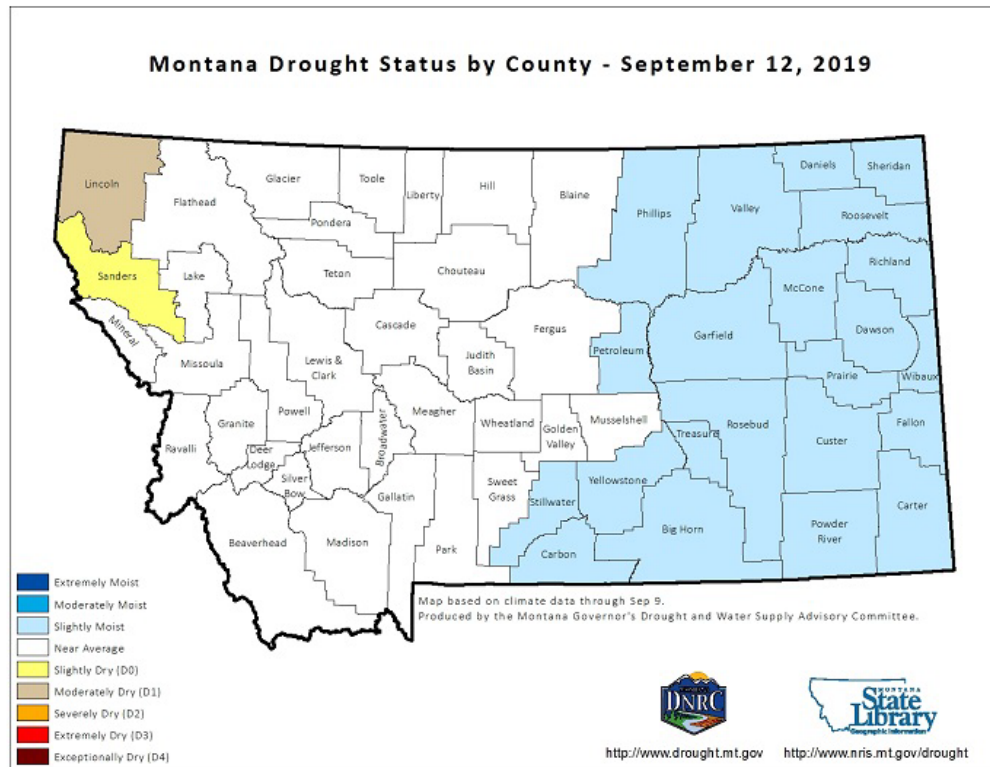 Montana Drought Status by County - September 12, 2019
Lincoln
Flathead
Glacier
Toole
Liberty
Hill
Blaine
Phillips
Valley
Daniels
Sheridan
Roosevelt
Pondera
Sanders
Lake
Teton
Chouteau
Richland
McCone
Mineral
Missoula
Cascade
Fergus
Petroleum
Garfield
Dawson
Lewis &
Clark
Judith
Basin
Prairie
Wibaux
Powell
Granite
Ravalli
Deer
Lodge
Jefferson
Broadwater
Meagher
Wheatland
Golden
Valley
Musselshell
Treasure
Rosebud
Custer
Fallon
Silver
Bow
Gallatin
Sweet
Grass
Stillwater
Yellowstone
Big Horn
Powder
River
Carter
Beaverhead
Madison
Park
Carbon
Extremely Moist
Moderately Moist
Slightly Moist
Near Average
Slightly Dry (D0)
Moderately Dry (D1)
Severely Dry (D2)
Extremely Dry (D3)
Exceptionally Dry (D4)
Map based on climate data through Sep 9.
Produced by the Montana Governor's Drought and Water Supply Advisory Committee.
DNRC
http://www.drought.mt.gov
MONTANA
State
Library
Geographic Information
http://www.nris.mt.gov/drought